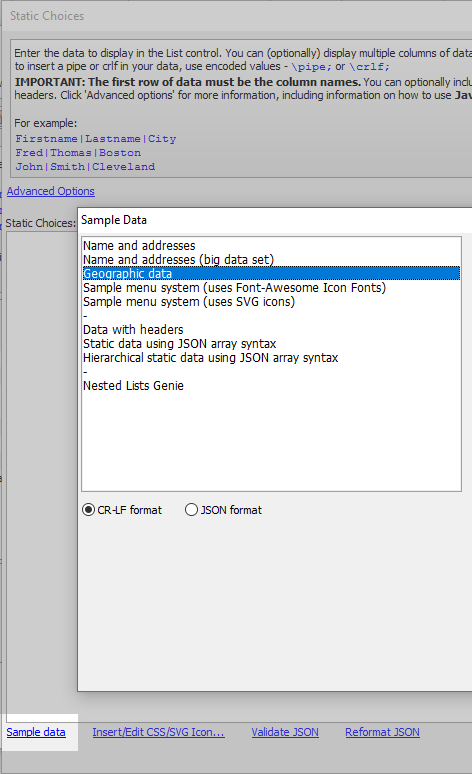 Static Choices
Enter the data to display in the List control. You can (optionally) display multiple columns of data
to insert a pipe or crlf in your data, use encoded values - \pipe; or \crlf;
IMPORTANT: The first row of data must be the column names. You can optionally inclu
headers. Click 'Advanced options' for more information, including information on how to use Jav
For example:
Firstname|Lastname|City
Fred|Thomas|Boston
John|Smith|Cleveland
Advanced Options
Static Choices:
Sample Data
Name and addresses
Name and addresses (big data set)
Geographic data
Sample menu system (uses Font-Awesome Icon Fonts)
Sample menu system (uses SVG icons)
-
Data with headers
Static data using JSON array syntax
Hierarchical static data using JSON array syntax
-
Nested Lists Genie
CR-LF format JSON format
Sample data Insert/Edit CSS/SVG Icon... Validate JSON Reformat JSON